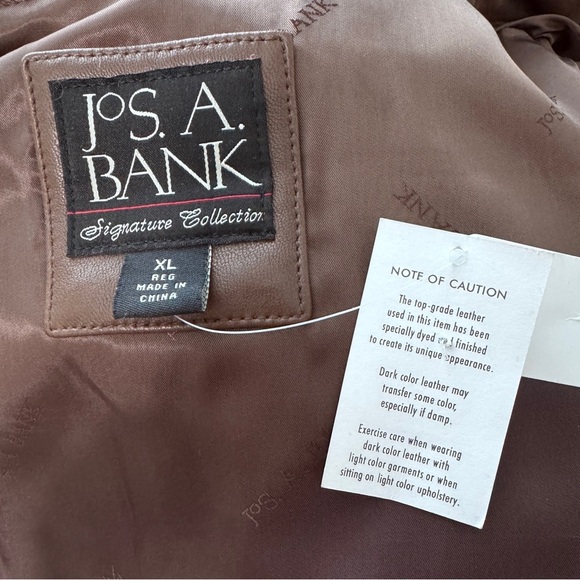 JOS. A.
BANK
Signature Collection
XL
REG
MADE IN
CHINA
NOTE OF CAUTION
The top-grade leather
used in this item has been
specially dyed and finished
to create its unique appearance.
Dark color leather may
transfer some color,
especially if damp.
Exercise care when wearing
dark color leather with
light color garments or when
sitting on light color upholstery.
BANK
JoS